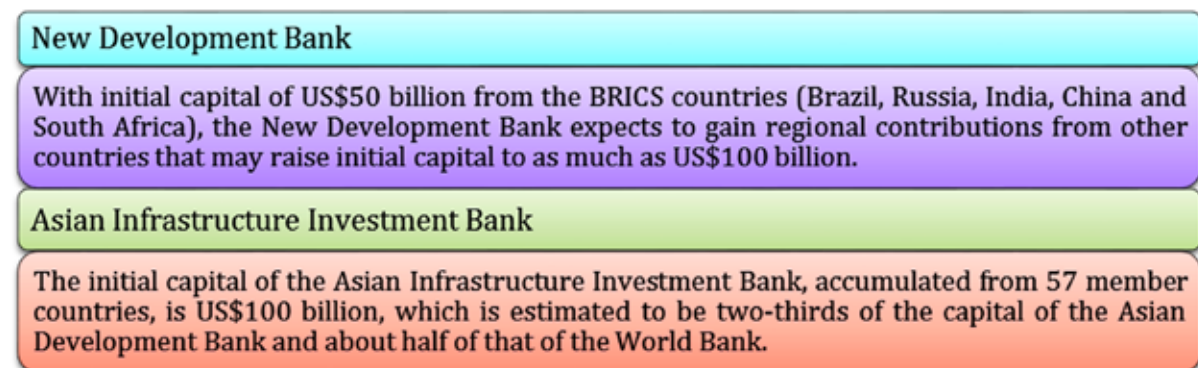 New Development Bank
With initial capital of US$50 billion from the BRICS countries (Brazil, Russia, India, China and
South Africa), the New Development Bank expects to gain regional contributions from other
countries that may raise initial capital to as much as US$100 billion.
Asian Infrastructure Investment Bank
The initial capital of the Asian Infrastructure Investment Bank, accumulated from 57 member
countries, is US$100 billion, which is estimated to be two-thirds of the capital of the Asian
Development Bank and about half of that of the World Bank.